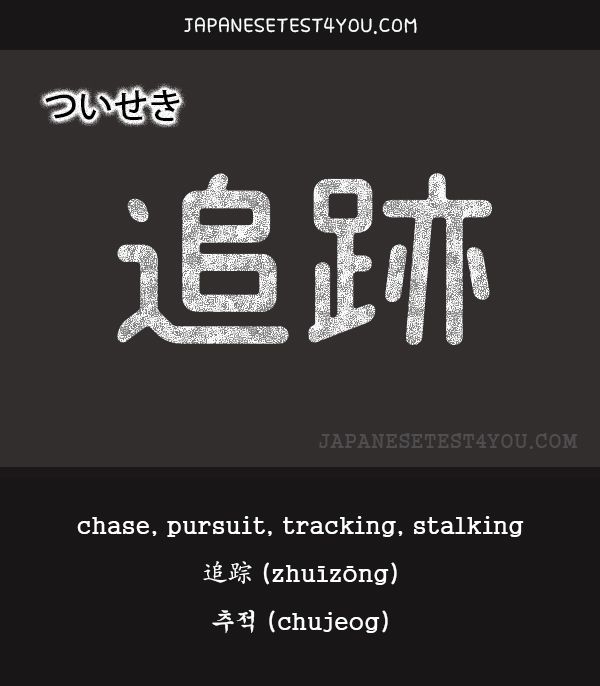 JAPANESETEST4YOU.COM
ついせき
追跡
JAPANESETEST4YOU.COM
chase, pursuit, tracking, stalking
追踪 (zhuīzōng)
추적 (chujeog)